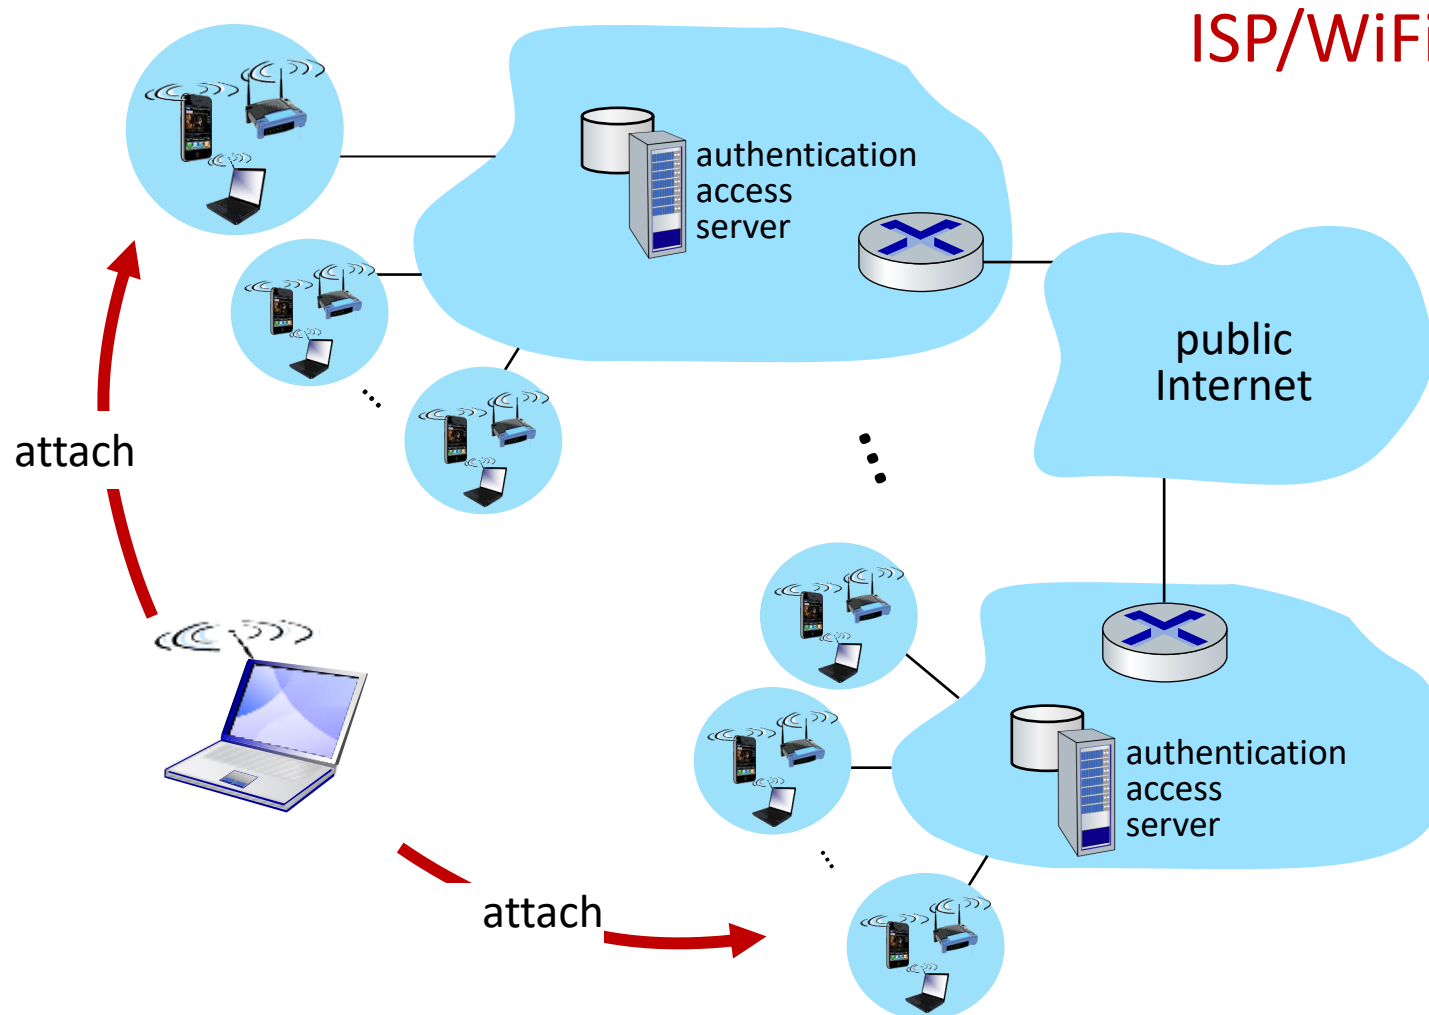 ISP/WiFi
authentication
access
server
public
Internet
attach
authentication
access
server
attach